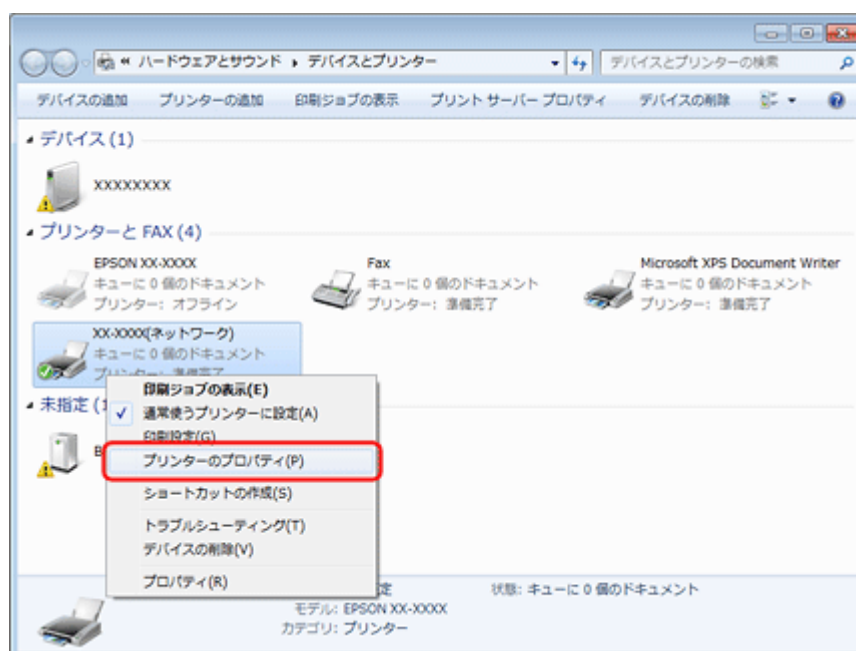 « ハードウェアとサウンド ▸ デバイスとプリンター
デバイスとプリンターの検索
デバイスの追加 プリンターの追加 印刷ジョブの表示 プリント サーバー プロパティ デバイスの削除
デバイス (1)
XXXXXXXX
プリンターと FAX (4)
EPSON XX-XXXX
キューに 0 個のドキュメント
プリンター: オフライン
Fax
キューに 0 個のドキュメント
プリンター: 準備完了
Microsoft XPS Document Writer
キューに 0 個のドキュメント
プリンター: 準備完了
XX-XXXX(ネットワーク)
キューに 0 個のドキュメント
プリンター: 準備完了
未指定 (1
B
印刷ジョブの表示(E)
通常使うプリンターに設定(A)
印刷設定(G)
プリンターのプロパティ(P)
ショートカットの作成(S)
トラブルシューティング(T)
デバイスの削除(V)
プロパティ(R)
定 状態: キューに 0 個のドキュメント
モデル: EPSON XX-XXXX
カテゴリ: プリンター